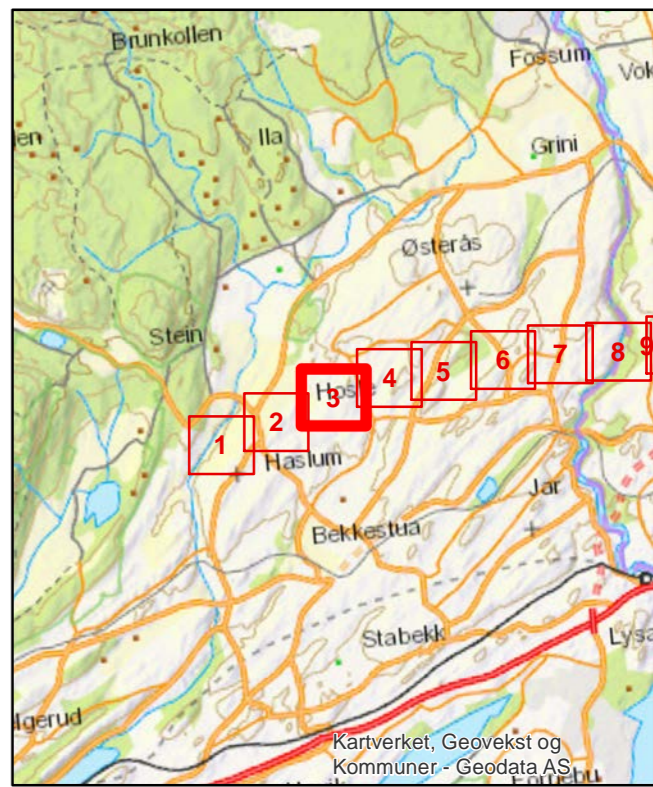 Brunkollen
Fossum
Vok
Ila
Grini
Østerås
Stein
1
2
3
4
5
6
7
8
9
Haslum
Jar
Bekkestua
Stabekk
Lysa
lgerud
Kartverket, Geovekst og
Kommuner - Geodata AS